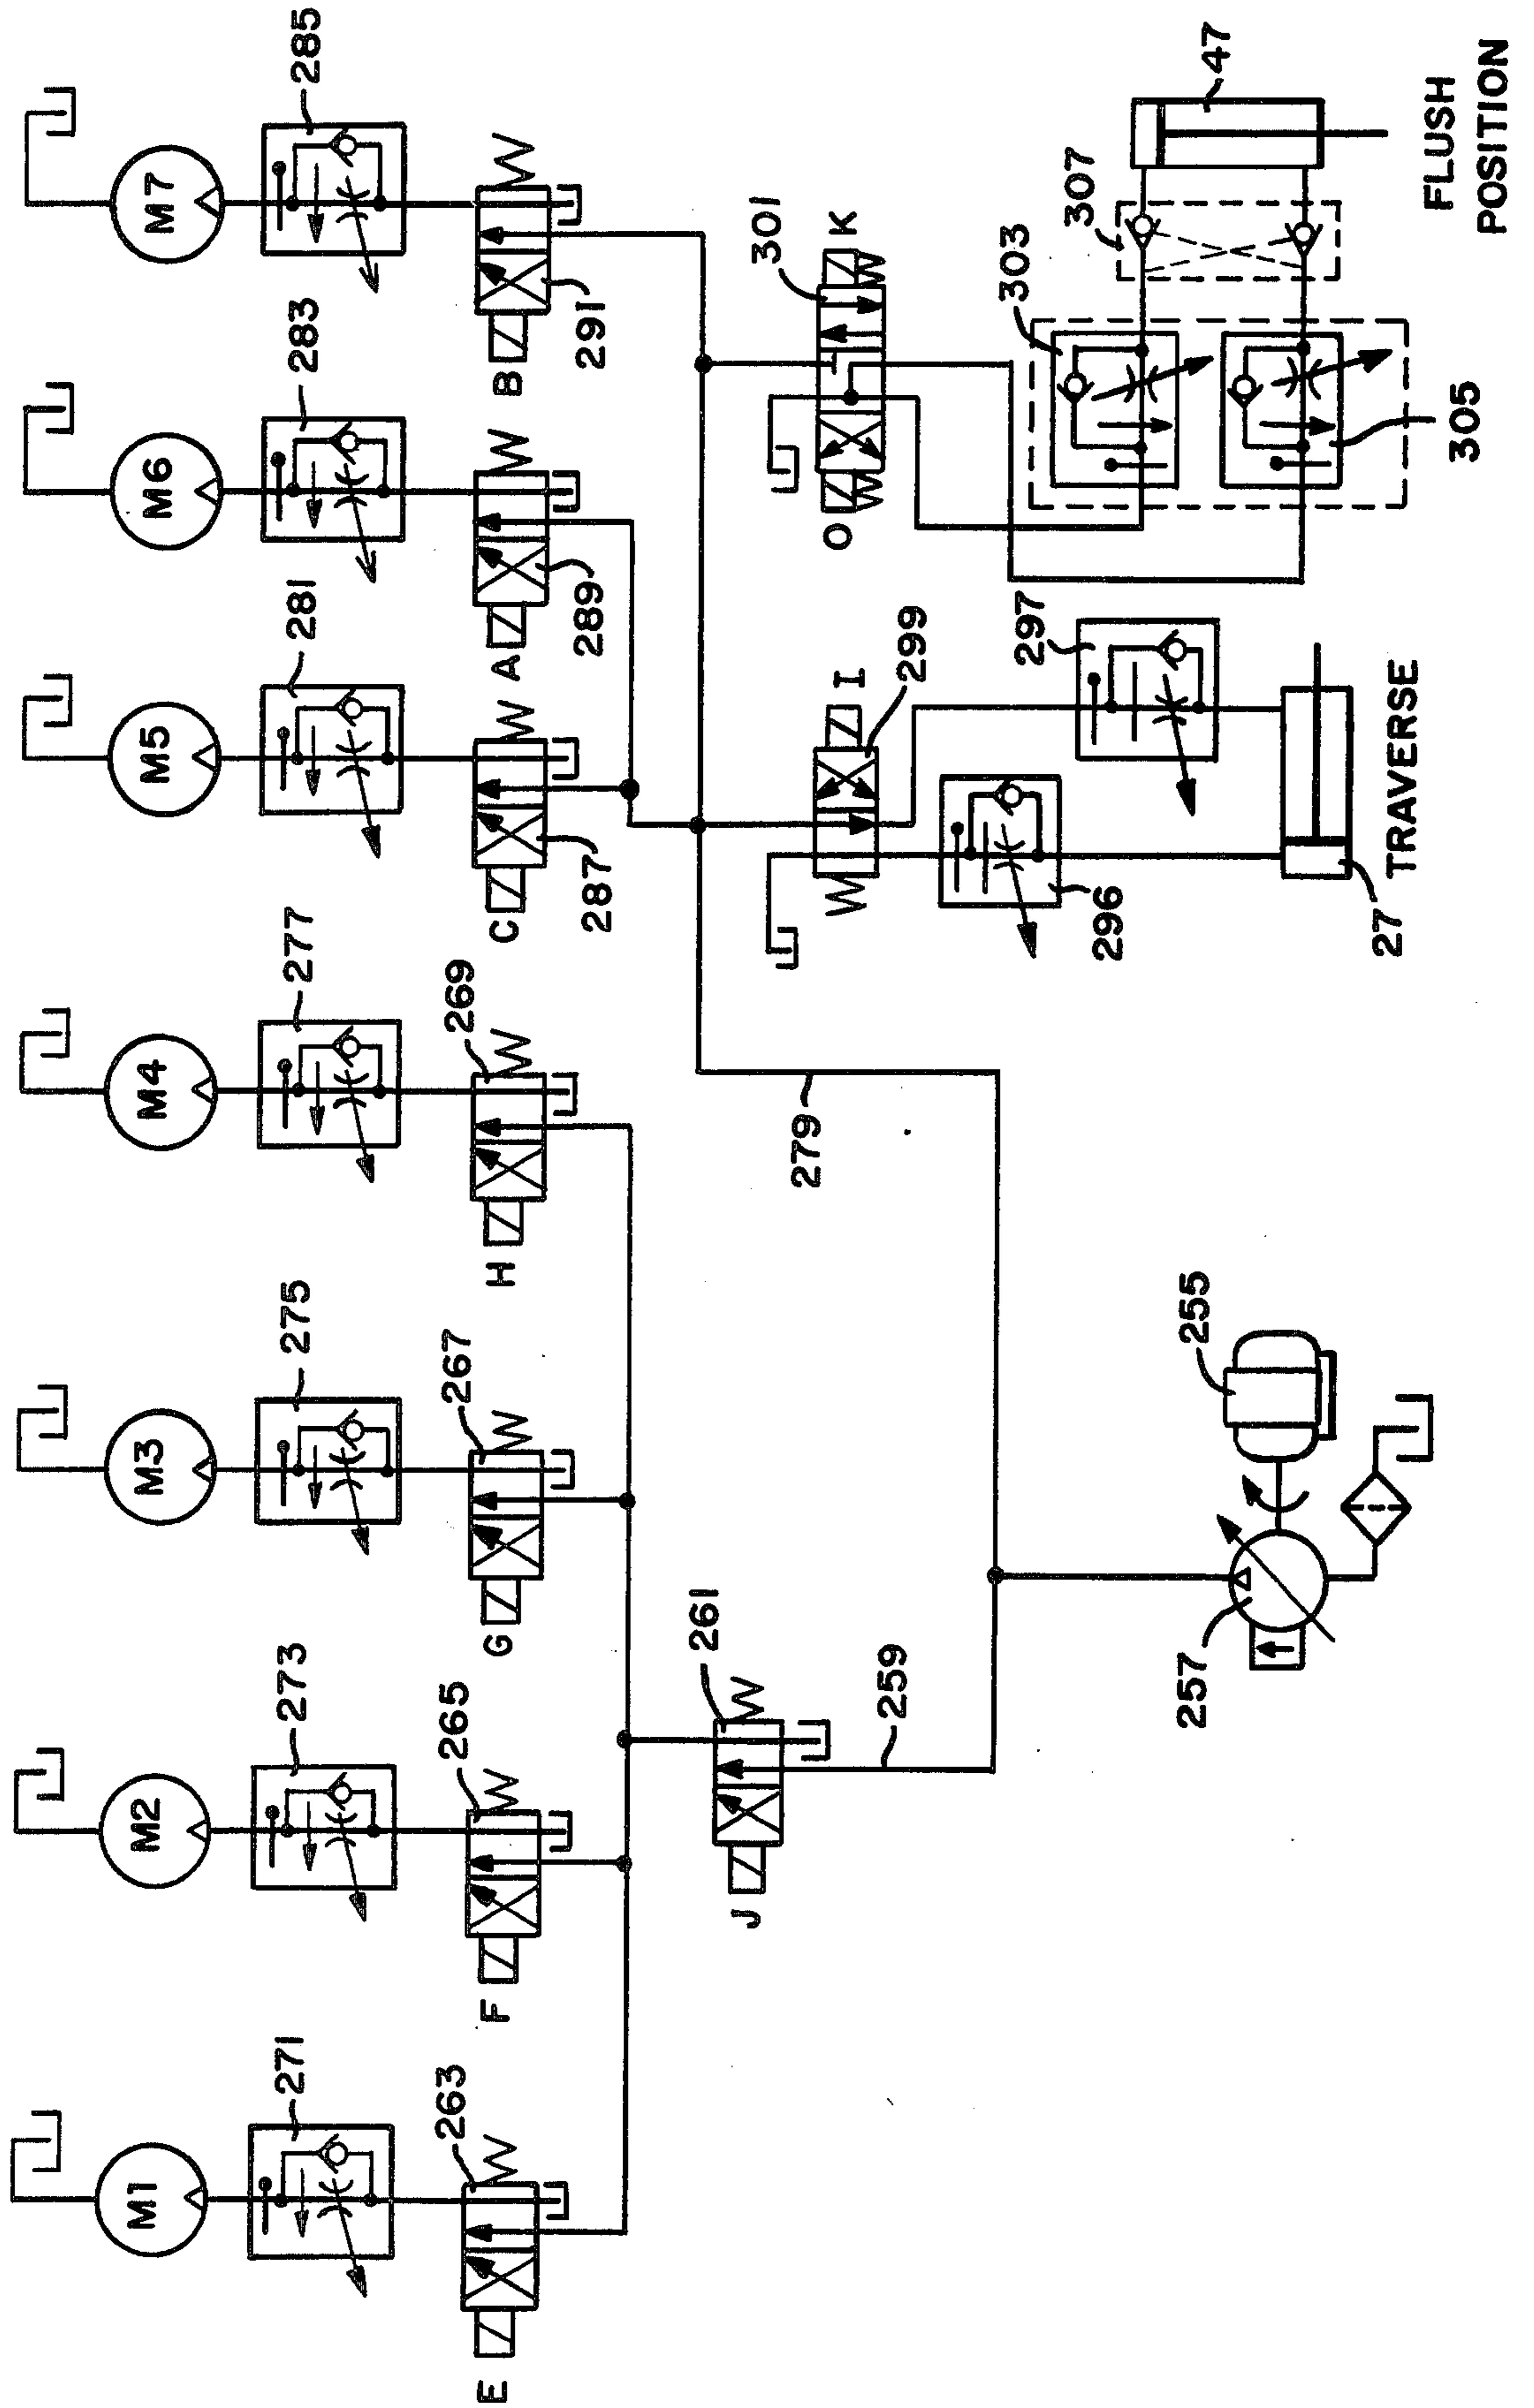 M1
M2
M3
M4
M5
M6
M7
271
273
275
277
281
283
285
263
265
267
269
E
F
G
H
C
A
B
287
289
291
J
261
259
279
301
O
K
299
I
296
297
303
305
307
47
27
TRAVERSE
FLUSH
POSITION
257
255